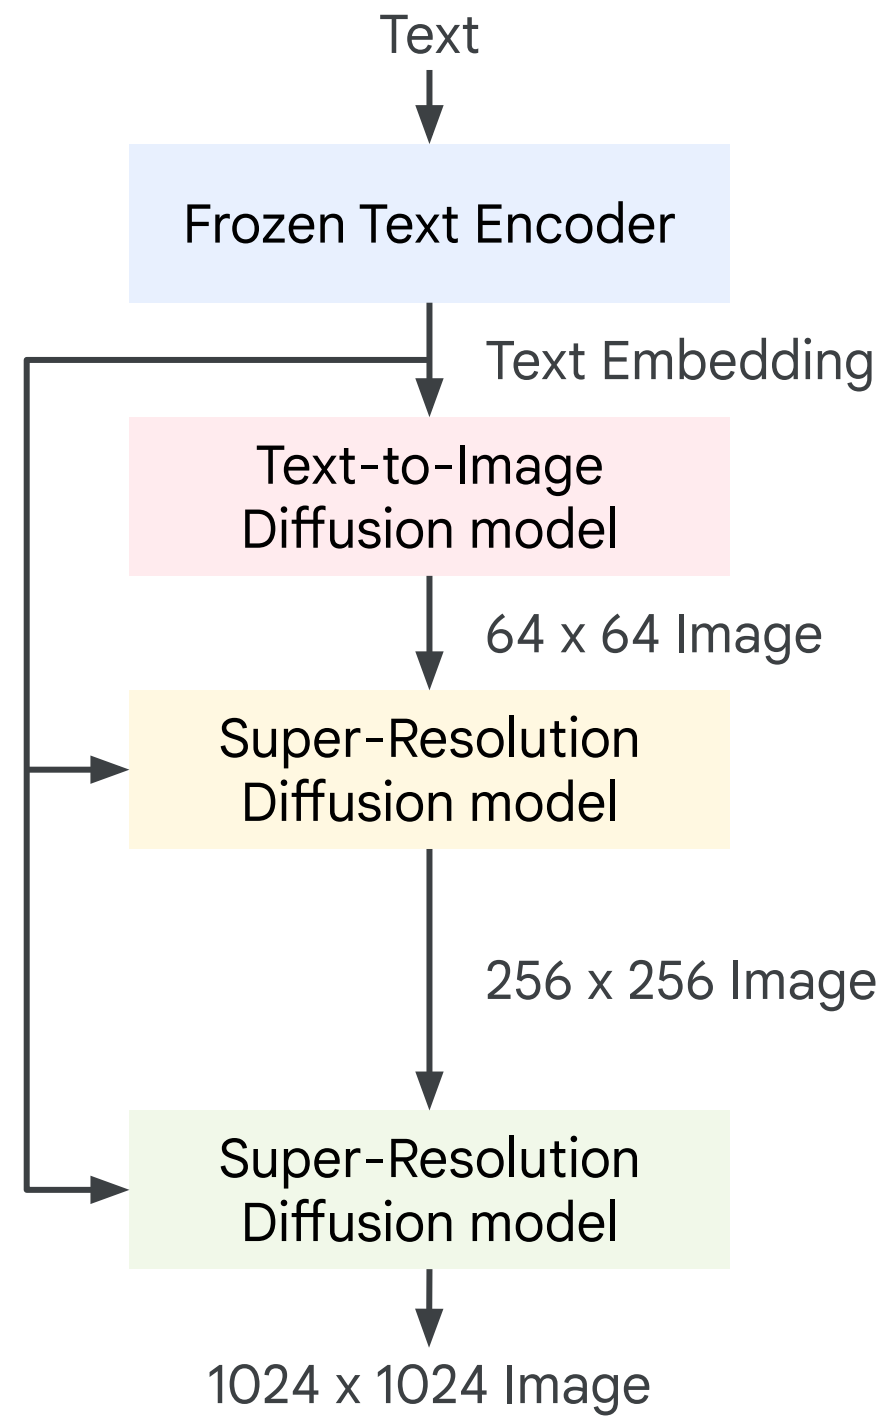 Text
Frozen Text Encoder
Text Embedding
Text-to-Image
Diffusion model
64 x 64 Image
Super-Resolution
Diffusion model
256 x 256 Image
Super-Resolution
Diffusion model
1024 x 1024 Image